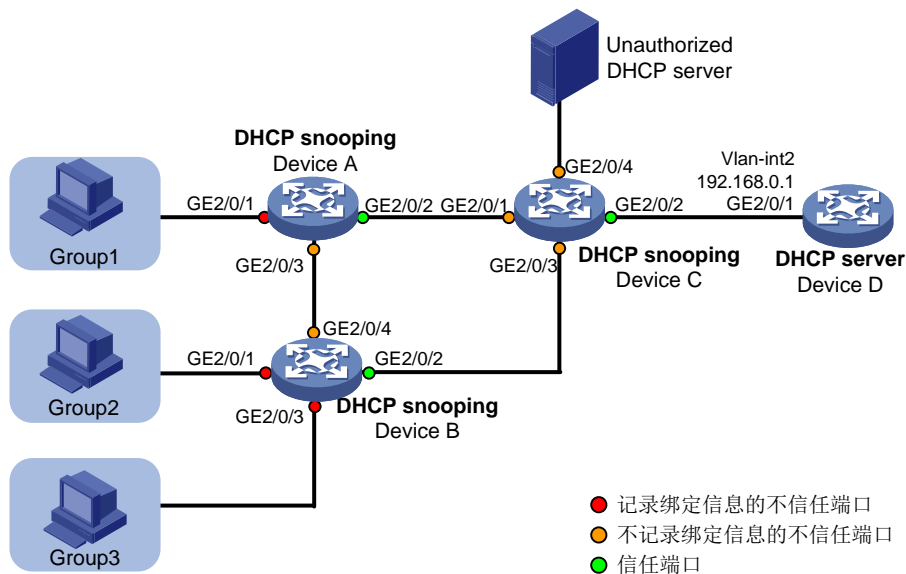 Unauthorized
DHCP server
DHCP snooping
Device A
GE2/0/4
Vlan-int2
192.168.0.1
GE2/0/1
GE2/0/1
GE2/0/2
GE2/0/1
GE2/0/2
Group1
GE2/0/3
GE2/0/3
DHCP snooping
Device C
DHCP server
Device D
GE2/0/4
GE2/0/1
GE2/0/2
Group2
GE2/0/3
DHCP snooping
Device B
Group3
记录绑定信息的不信任端口
不记录绑定信息的不信任端口
信任端口